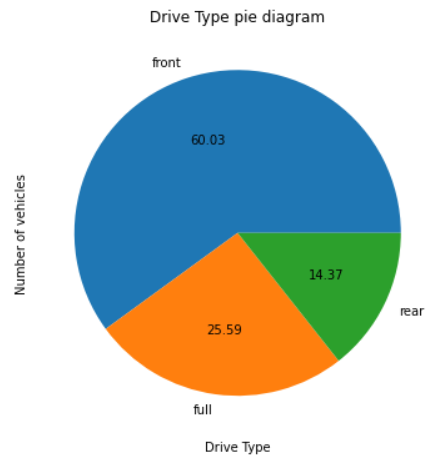 Drive Type pie diagram
front
60.03
Number of vehicles
14.37
rear
25.59
full
Drive Type